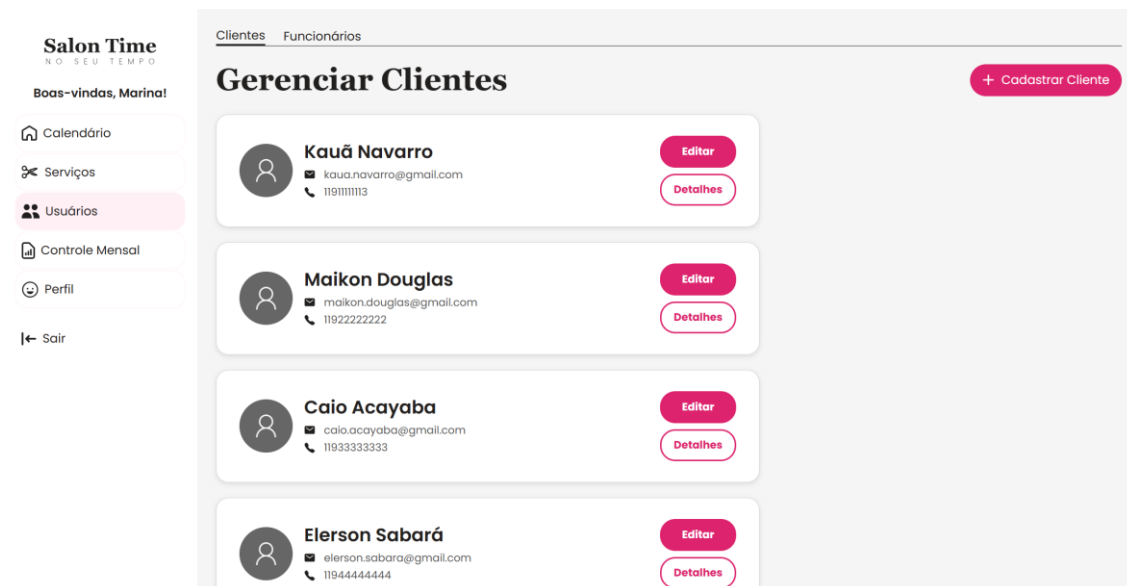 Salon Time
NO SEU TEMPO
Boas-vindas, Marina!
Calendário
Serviços
Usuários
Controle Mensal
Perfil
Sair
Clientes Funcionários
Gerenciar Clientes
+ Cadastrar Cliente
Kauã Navarro
kaua.navarro@gmail.com
11911111113
Editar
Detalhes
Maikon Douglas
maikon.douglas@gmail.com
11922222222
Editar
Detalhes
Caio Acayaba
caio.acayaba@gmail.com
11933333333
Editar
Detalhes
Elerson Sabará
elerson.sabara@gmail.com
11944444444
Editar
Detalhes